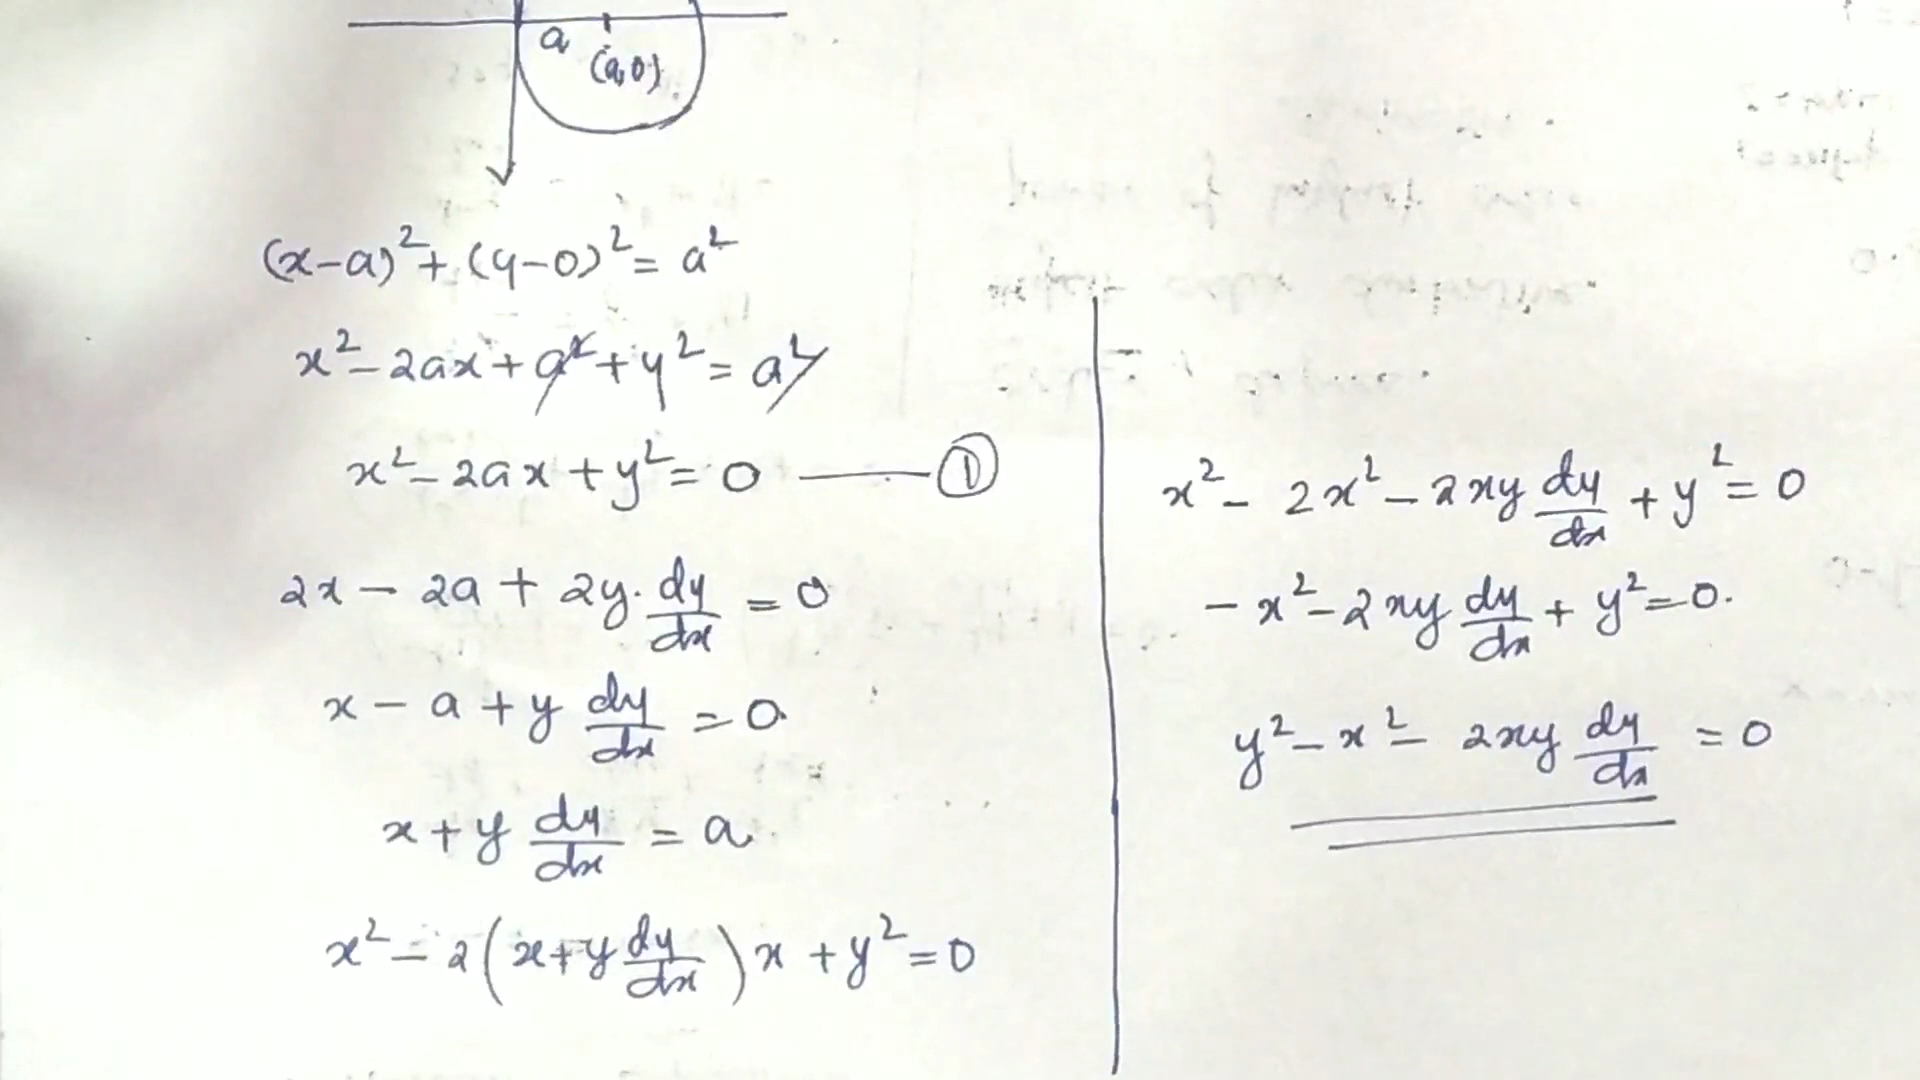 a
(a,0)
(x-a)² + (y-0)² = a²
x² - 2ax + a² + y² = a²
x² - 2ax + y² = 0 —— ①
2x - 2a + 2y. dy/dx = 0
x - a + y dy/dx = 0
x + y dy/dx = a
x² - 2(x + y dy/dx)x + y² = 0
x² - 2x² - 2xy dy/dx + y² = 0
- x² - 2xy dy/dx + y² = 0.
y² - x² - 2xy dy/dx = 0